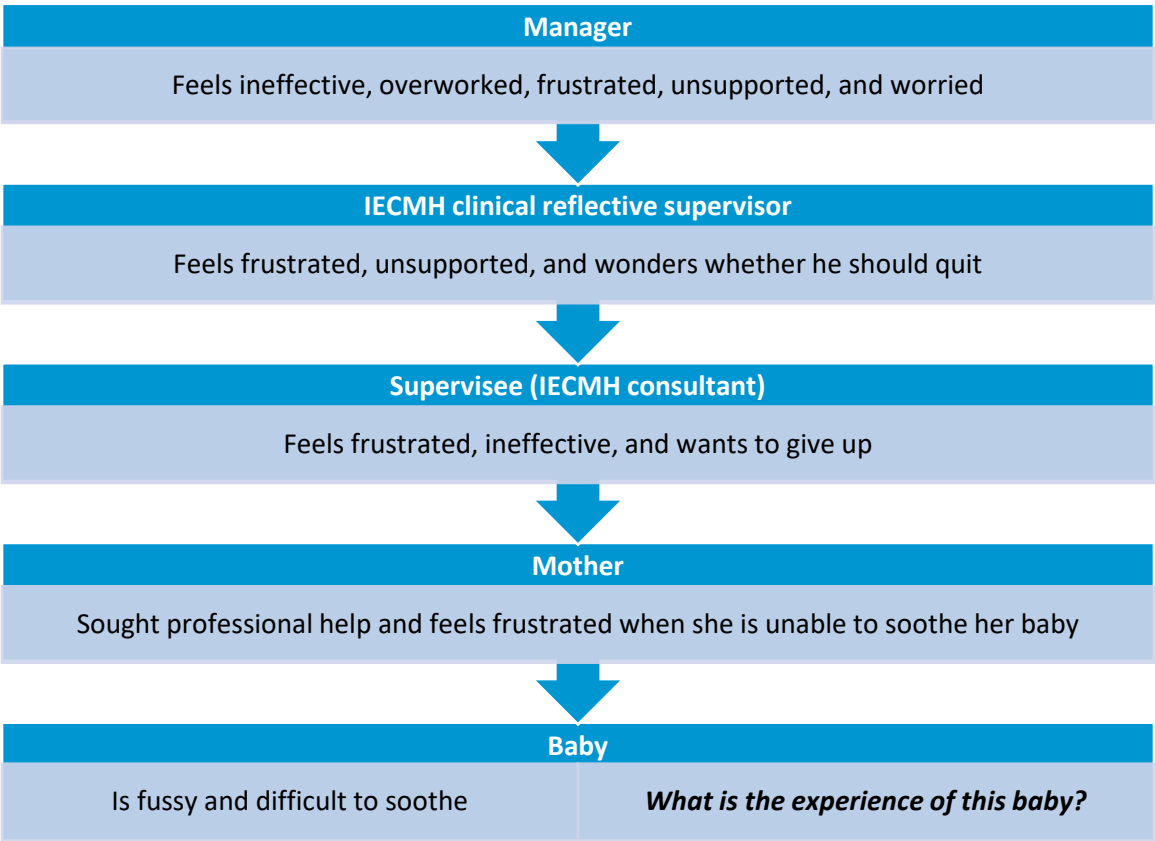 Manager
Feels ineffective, overworked, frustrated, unsupported, and worried
IECMH clinical reflective supervisor
Feels frustrated, unsupported, and wonders whether he should quit
Supervisee (IECMH consultant)
Feels frustrated, ineffective, and wants to give up
Mother
Sought professional help and feels frustrated when she is unable to soothe her baby
Baby
Is fussy and difficult to soothe
What is the experience of this baby?